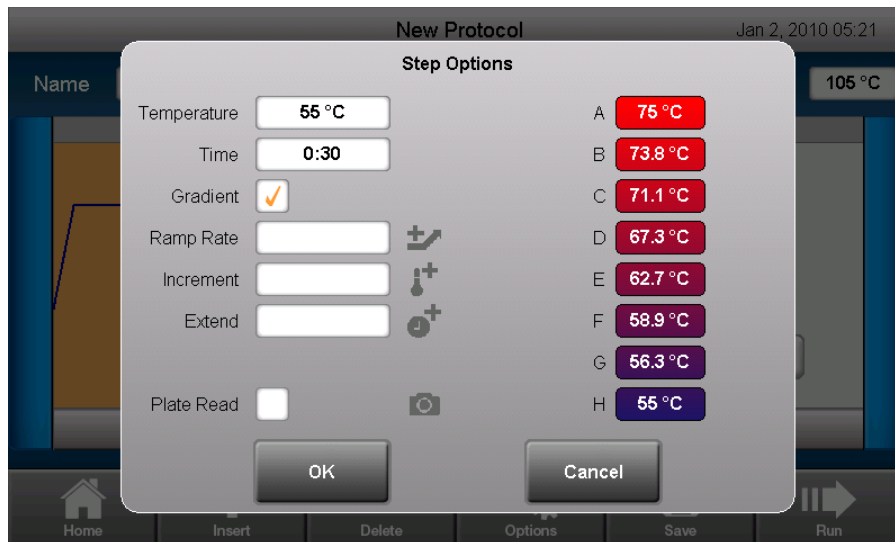 New Protocol
Jan 2, 2010 05:21
Name
105 °C
Step Options
Temperature 55 °C
Time 0:30
Gradient
Ramp Rate
Increment
Extend
Plate Read
A 75 °C
B 73.8 °C
C 71.1 °C
D 67.3 °C
E 62.7 °C
F 58.9 °C
G 56.3 °C
H 55 °C
OK
Cancel
Home
Insert
Delete
Options
Save
Run